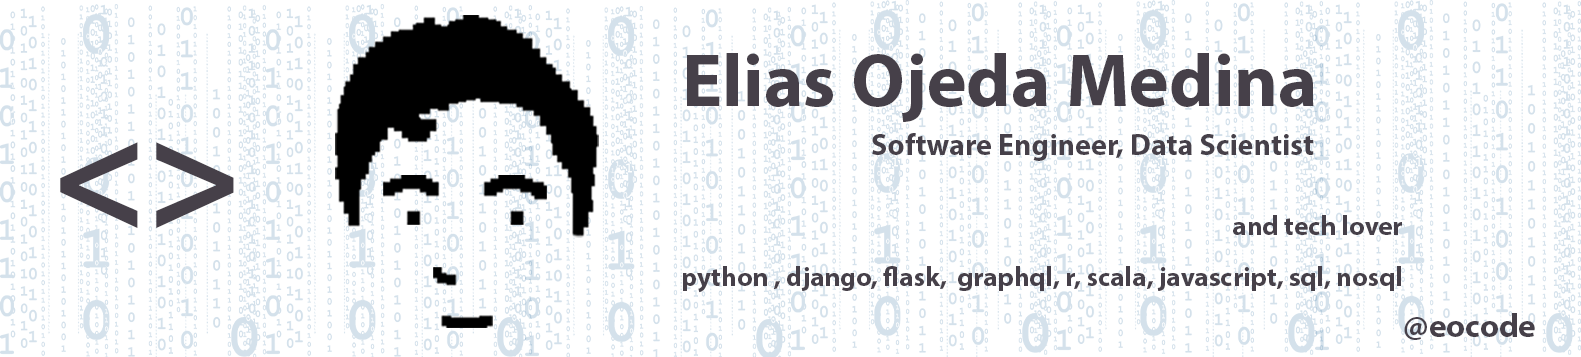 <>
Elias Ojeda Medina
Software Engineer, Data Scientist
and tech lover
python , django, flask,  graphql, r, scala, javascript, sql, nosql
@eocode